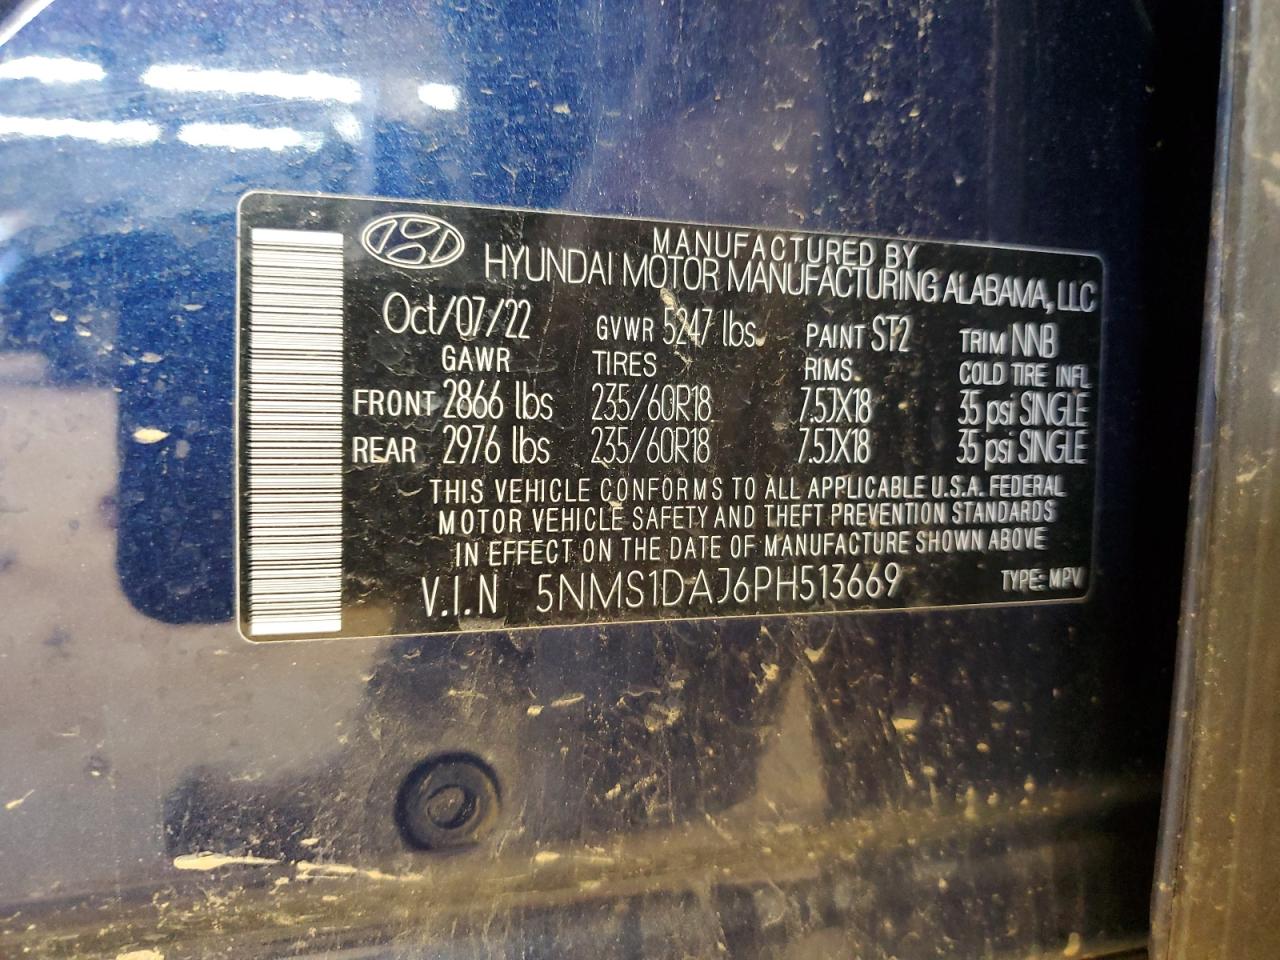 MANUFACTURED BY
HYUNDAI MOTOR MANUFACTURING ALABAMA, LLC
Oct/07/22 GVWR 5247 lbs PAINT ST2 TRIM NNB
GAWR TIRES RIMS COLD TIRE INFL
FRONT 2866 lbs 235/60R18 7.5JX18 35 psi SINGLE
REAR 2976 lbs 235/60R18 7.5JX18 35 psi SINGLE
THIS VEHICLE CONFORMS TO ALL APPLICABLE U.S.A. FEDERAL
MOTOR VEHICLE SAFETY AND THEFT PREVENTION STANDARDS
IN EFFECT ON THE DATE OF MANUFACTURE SHOWN ABOVE
V.I.N 5NMS1DAJ6PH513669 TYPE: MPV